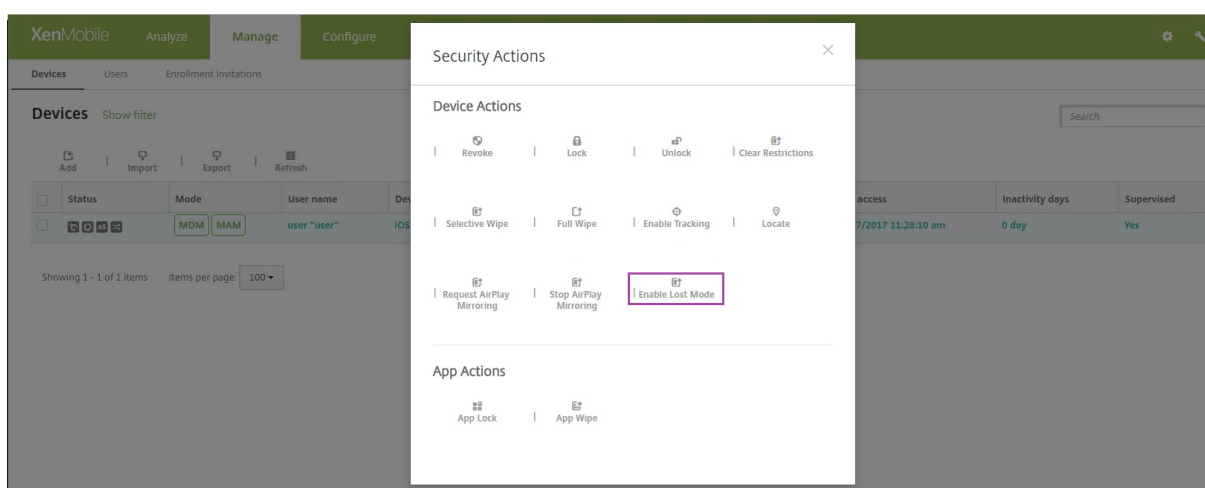 XenMobile Analyze Manage Configure
Security Actions
Devices Users Enrollment Invitations
Devices Show filter
Search
Device Actions
Add Import Export Refresh
Revoke Lock Unlock Clear Restrictions
Status Mode User name Dev access Inactivity days Supervised
MDM MAM user "user" iOS 7/2017 11:28:10 am 0 day Yes
Selective Wipe Full Wipe Enable Tracking Locate
Showing 1 - 1 of 1 items Items per page: 100
Request AirPlay Mirroring Stop AirPlay Mirroring Enable Lost Mode
App Actions
App Lock App Wipe